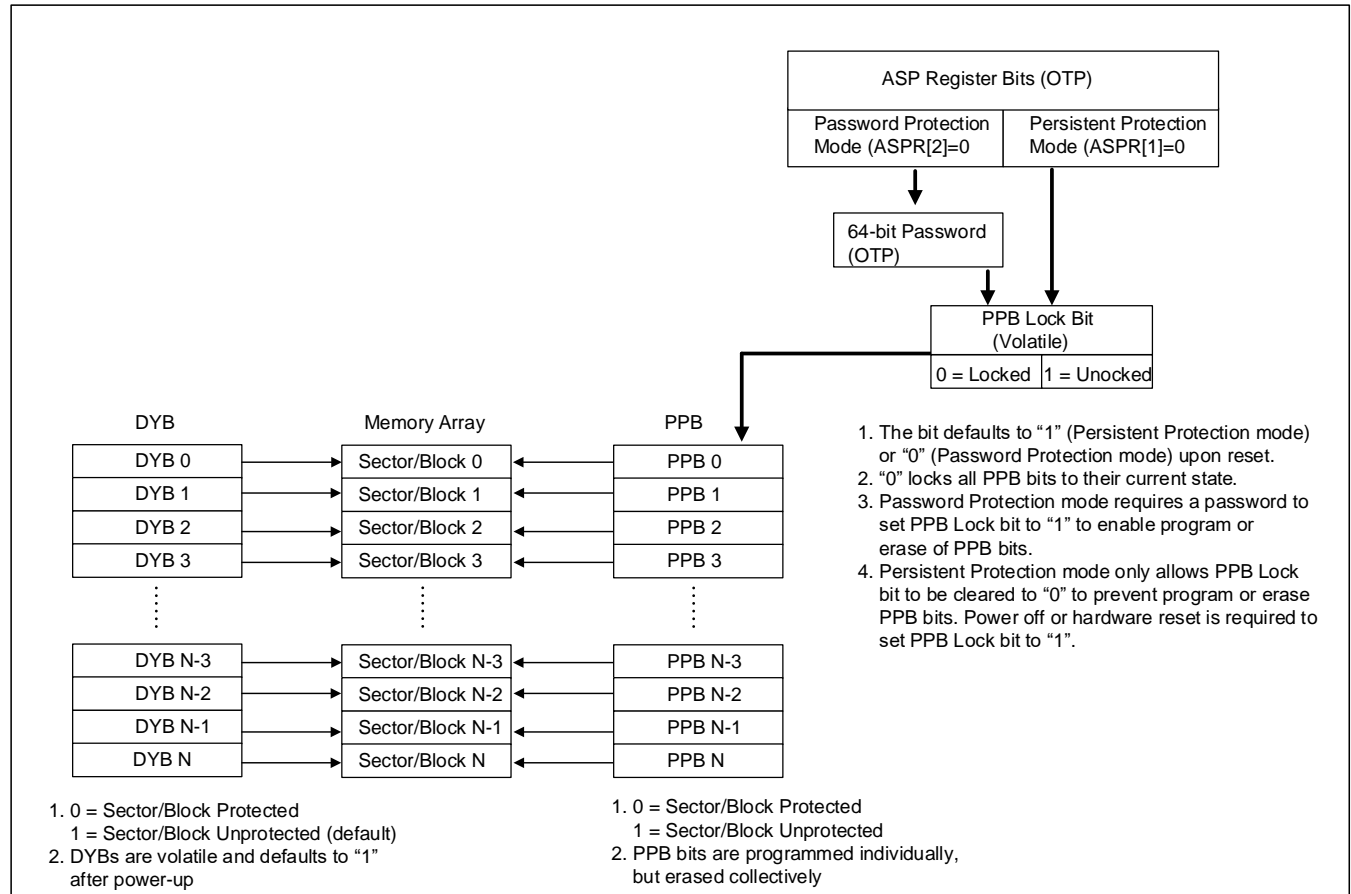 ASP Register Bits (OTP)
Password Protection
Mode (ASPR[2]=0
Persistent Protection
Mode (ASPR[1]=0
64-bit Password
(OTP)
PPB Lock Bit
(Volatile)
0 = Locked
1 = Unocked
1. The bit defaults to “1” (Persistent Protection mode)
or “0” (Password Protection mode) upon reset.
2. “0” locks all PPB bits to their current state.
3. Password Protection mode requires a password to
set PPB Lock bit to “1” to enable program or
erase of PPB bits.
4. Persistent Protection mode only allows PPB Lock
bit to be cleared to “0” to prevent program or erase
PPB bits. Power off or hardware reset is required to
set PPB Lock bit to “1”.
DYB Memory Array PPB
DYB 0 Sector/Block 0 PPB 0
DYB 1 Sector/Block 1 PPB 1
DYB 2 Sector/Block 2 PPB 2
DYB 3 Sector/Block 3 PPB 3
DYB N-3 Sector/Block N-3 PPB N-3
DYB N-2 Sector/Block N-2 PPB N-2
DYB N-1 Sector/Block N-1 PPB N-1
DYB N Sector/Block N PPB N
1. 0 = Sector/Block Protected
1 = Sector/Block Unprotected (default)
2. DYBs are volatile and defaults to “1”
after power-up
1. 0 = Sector/Block Protected
1 = Sector/Block Unprotected
2. PPB bits are programmed individually,
but erased collectively